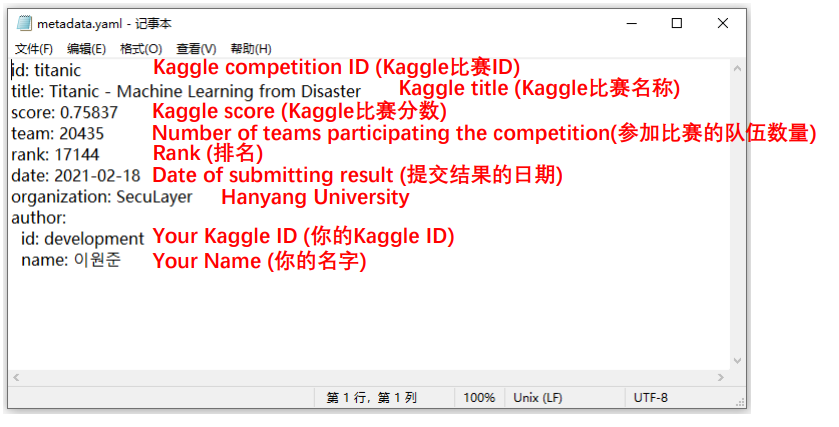 metadata.yaml - 记事本
文件(F) 编辑(E) 格式(O) 查看(V) 帮助(H)
id: titanic Kaggle competition ID (Kaggle比赛ID)
title: Titanic - Machine Learning from Disaster Kaggle title (Kaggle比赛名称)
score: 0.75837 Kaggle score (Kaggle比赛分数)
team: 20435 Number of teams participating the competition(参加比赛的队伍数量)
rank: 17144 Rank (排名)
date: 2021-02-18 Date of submitting result (提交结果的日期)
organization: SecuLayer Hanyang University
author:
id: development Your Kaggle ID (你的Kaggle ID)
name: 이원준 Your Name (你的名字)
第 1 行，第 1 列 100% Unix (LF) UTF-8